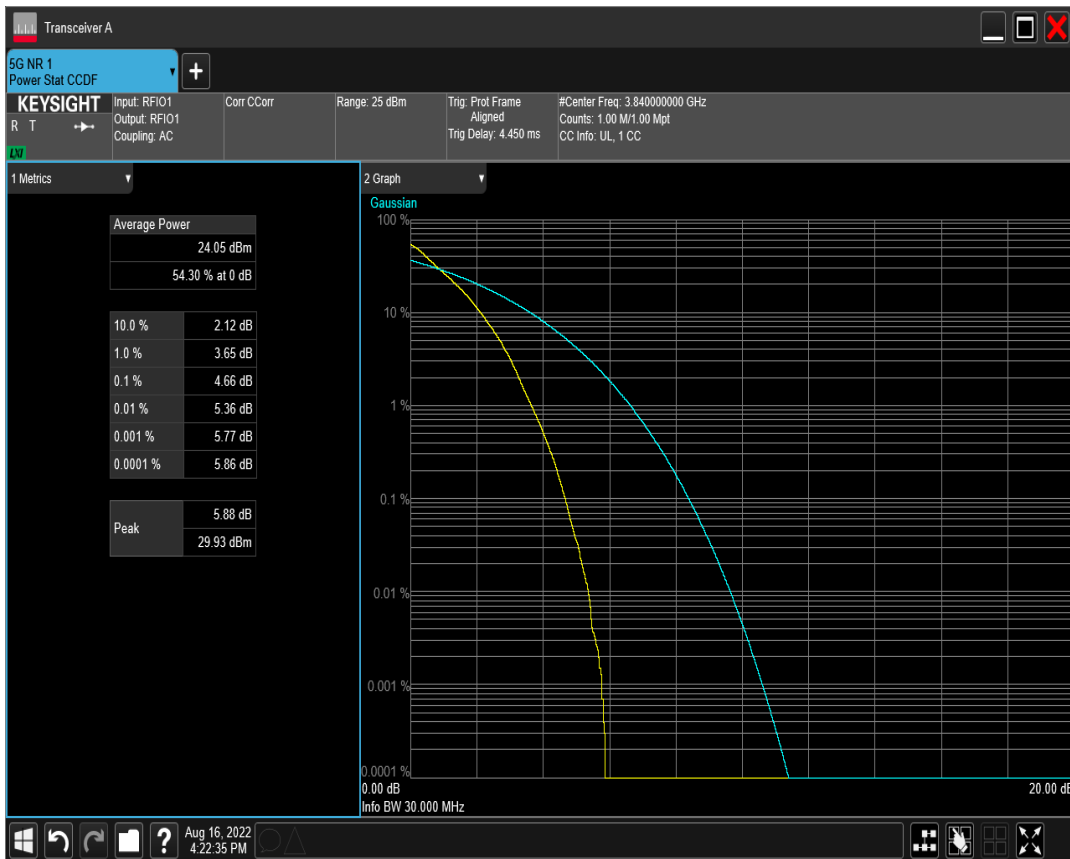 Transceiver A
5G NR 1
Power Stat CCDF
+
KEYSIGHT
R T
LXI
Input: RFIO1
Output: RFIO1
Coupling: AC
Corr CCorr
Range: 25 dBm
Trig: Prot Frame
Aligned
Trig Delay: 4.450 ms
#Center Freq: 3.840000000 GHz
Counts: 1.00 M/1.00 Mpt
CC Info: UL, 1 CC
1 Metrics
Average Power
24.05 dBm
54.30 % at 0 dB
10.0 % 2.12 dB
1.0 % 3.65 dB
0.1 % 4.66 dB
0.01 % 5.36 dB
0.001 % 5.77 dB
0.0001 % 5.86 dB
Peak
5.88 dB
29.93 dBm
2 Graph
Gaussian
100 %
10 %
1 %
0.1 %
0.01 %
0.001 %
0.0001 %
0.00 dB 20.00 dB
Info BW 30.000 MHz
?
Aug 16, 2022
4:22:35 PM